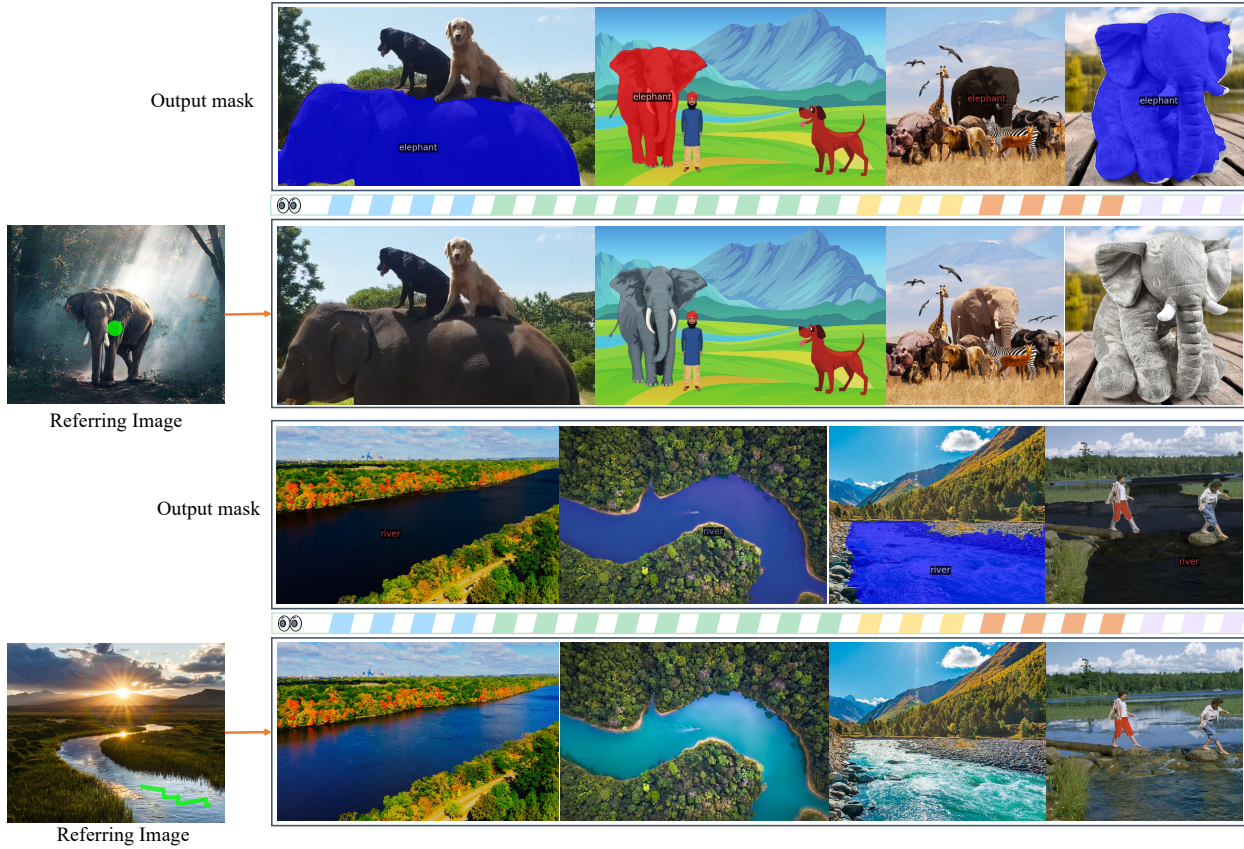 Output mask
elephant
elephant
elephant
elephant
Referring Image
Output mask
river
river
river
river
Referring Image